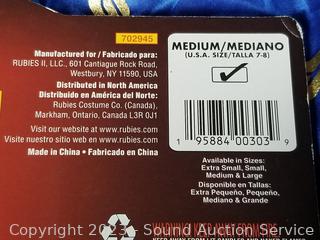 702945
Manufactured for / Fabricado para:
RUBIES II, LLC., 601 Cantiague Rock Road,
Westbury, NY 11590, USA
Distributed in North America
Distribuido en América del Norte:
Rubies Costume Co. (Canada),
Markham, Ontario, Canada L3R 0J1
Visit our website at www.rubies.com
Visite nuestro sitio web en www.rubies.com
Made in China / Fabricado en China
MEDIUM/MEDIANO
(U.S.A. SIZE/TALLA 7-8)
1 95884 00303 9
Available in Sizes:
Extra Small, Small,
Medium & Large
Disponible en Tallas:
Extra Pequeño, Pequeño,
Mediano & Grande
Copyright 2023 - Sound Auction Service